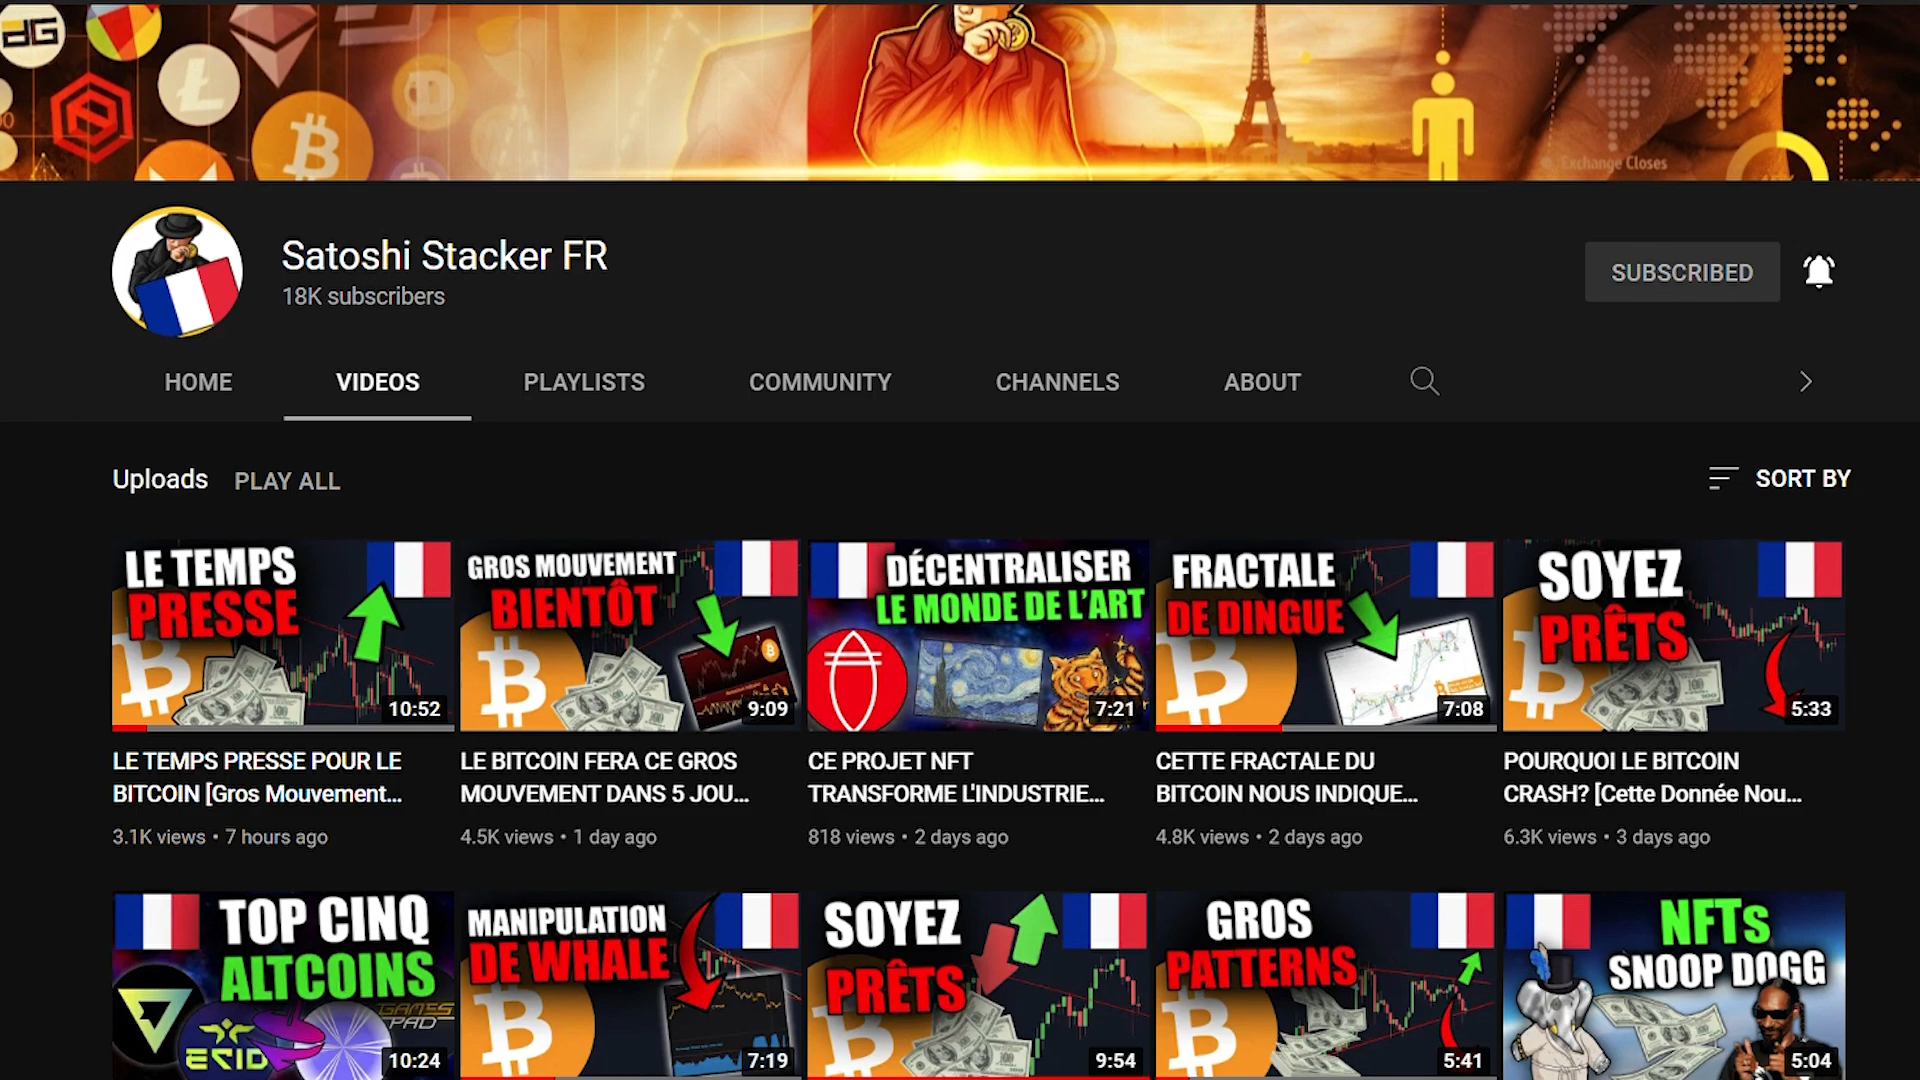 dG
Exchange Closes
Satoshi Stacker FR
18K subscribers
SUBSCRIBED
HOME
VIDEOS
PLAYLISTS
COMMUNITY
CHANNELS
ABOUT
Uploads
PLAY ALL
SORT BY
LE TEMPS
PRESSE
10:52
GROS MOUVEMENT
BIENTÔT
9:09
DÉCENTRALISER
LE MONDE DE L'ART
7:21
FRACTALE
DE DINGUE
7:08
SOYEZ
PRÊTS
5:33
LE TEMPS PRESSE POUR LE
BITCOIN [Gros Mouvement...
3.1K views • 7 hours ago
LE BITCOIN FERA CE GROS
MOUVEMENT DANS 5 JOU...
4.5K views • 1 day ago
CE PROJET NFT
TRANSFORME L'INDUSTRIE...
818 views • 2 days ago
CETTE FRACTALE DU
BITCOIN NOUS INDIQUE...
4.8K views • 2 days ago
POURQUOI LE BITCOIN
CRASH? [Cette Donnée Nou...
6.3K views • 3 days ago
TOP CINQ
ALTCOINS
GAMES
PAD
10:24
MANIPULATION
DE WHALE
7:19
SOYEZ
PRÊTS
9:54
GROS
PATTERNS
5:41
NFTs
SNOOP DOGG
5:04